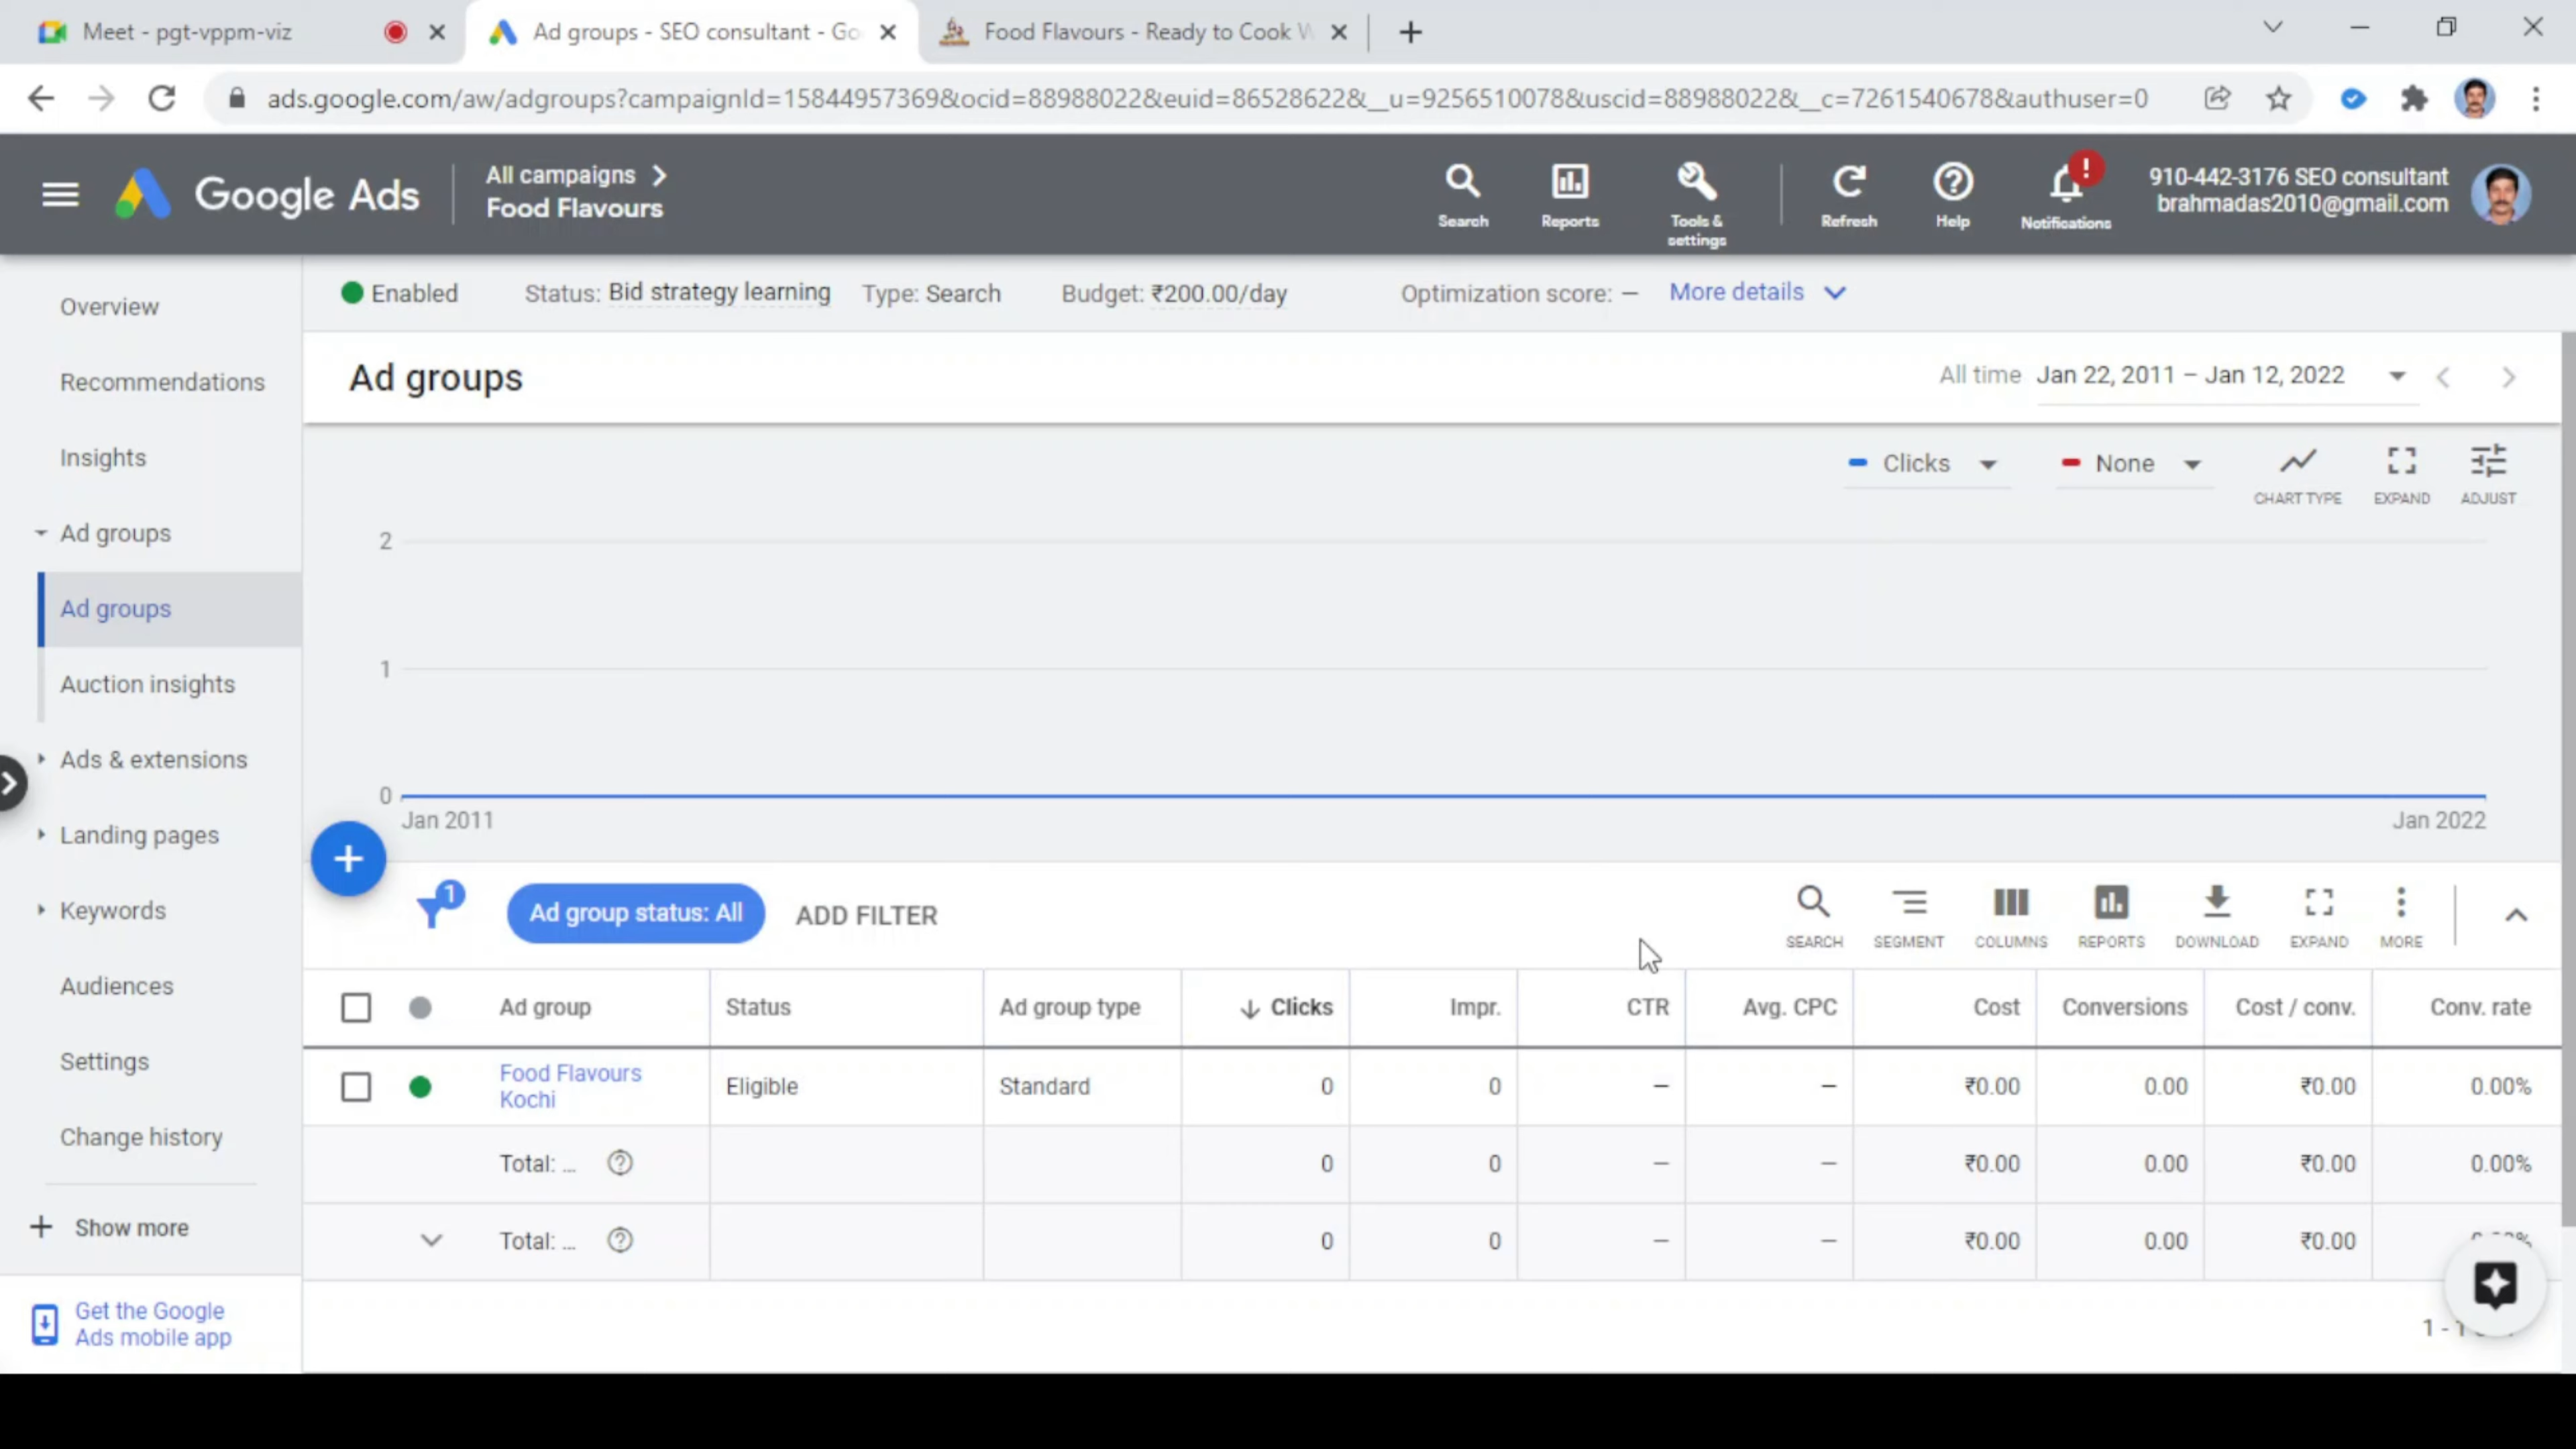 Meet - pgt-vppm-viz
Ad groups - SEO consultant - Go
Food Flavours - Ready to Cook
ads.google.com/aw/adgroups?campaignId=15844957369&ocid=88988022&euid=86528622&__u=9256510078&uscid=88988022&__c=7261540678&authuser=0
Google Ads
All campaigns
Food Flavours
Search
Reports
Tools &
settings
Refresh
Help
!
Notifications
910-442-3176 SEO consultant
brahmadas2010@gmail.com
Overview
Recommendations
Insights
Ad groups
Ad groups
Auction insights
Ads & extensions
Landing pages
Keywords
Audiences
Settings
Change history
+ Show more
Get the Google
Ads mobile app
Enabled Status: Bid strategy learning Type: Search Budget: ₹200.00/day Optimization score: – More details
Ad groups
All time Jan 22, 2011 – Jan 12, 2022
Clicks
None
CHART TYPE
EXPAND
ADJUST
2
1
0
Jan 2011
Jan 2022
1
Ad group status: All
ADD FILTER
SEARCH
SEGMENT
COLUMNS
REPORTS
DOWNLOAD
EXPAND
MORE
Ad group Status Ad group type Clicks Impr. CTR Avg. CPC Cost Conversions Cost / conv. Conv. rate
Food Flavours
Kochi
Eligible Standard 0 0 – – ₹0.00 0.00 ₹0.00 0.00%
Total: ... 0 0 – – ₹0.00 0.00 ₹0.00 0.00%
Total: ... 0 0 – – ₹0.00 0.00 ₹0.00